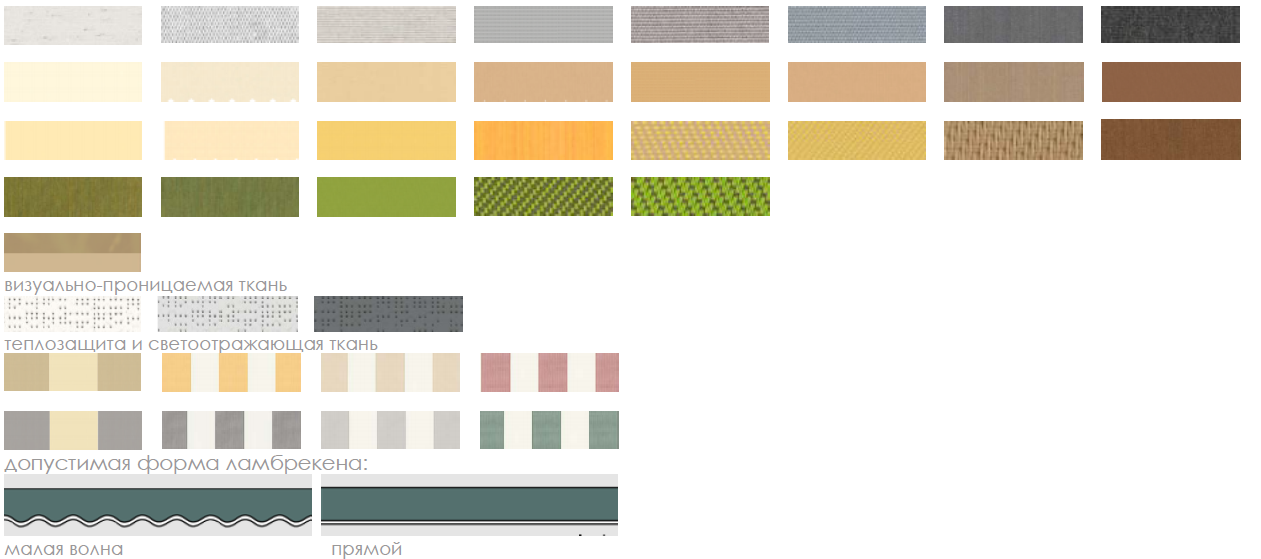 визуально-проницаемая ткань
теплозащита и светоотражающая ткань
допустимая форма ламбрекена:
малая волна
прямой